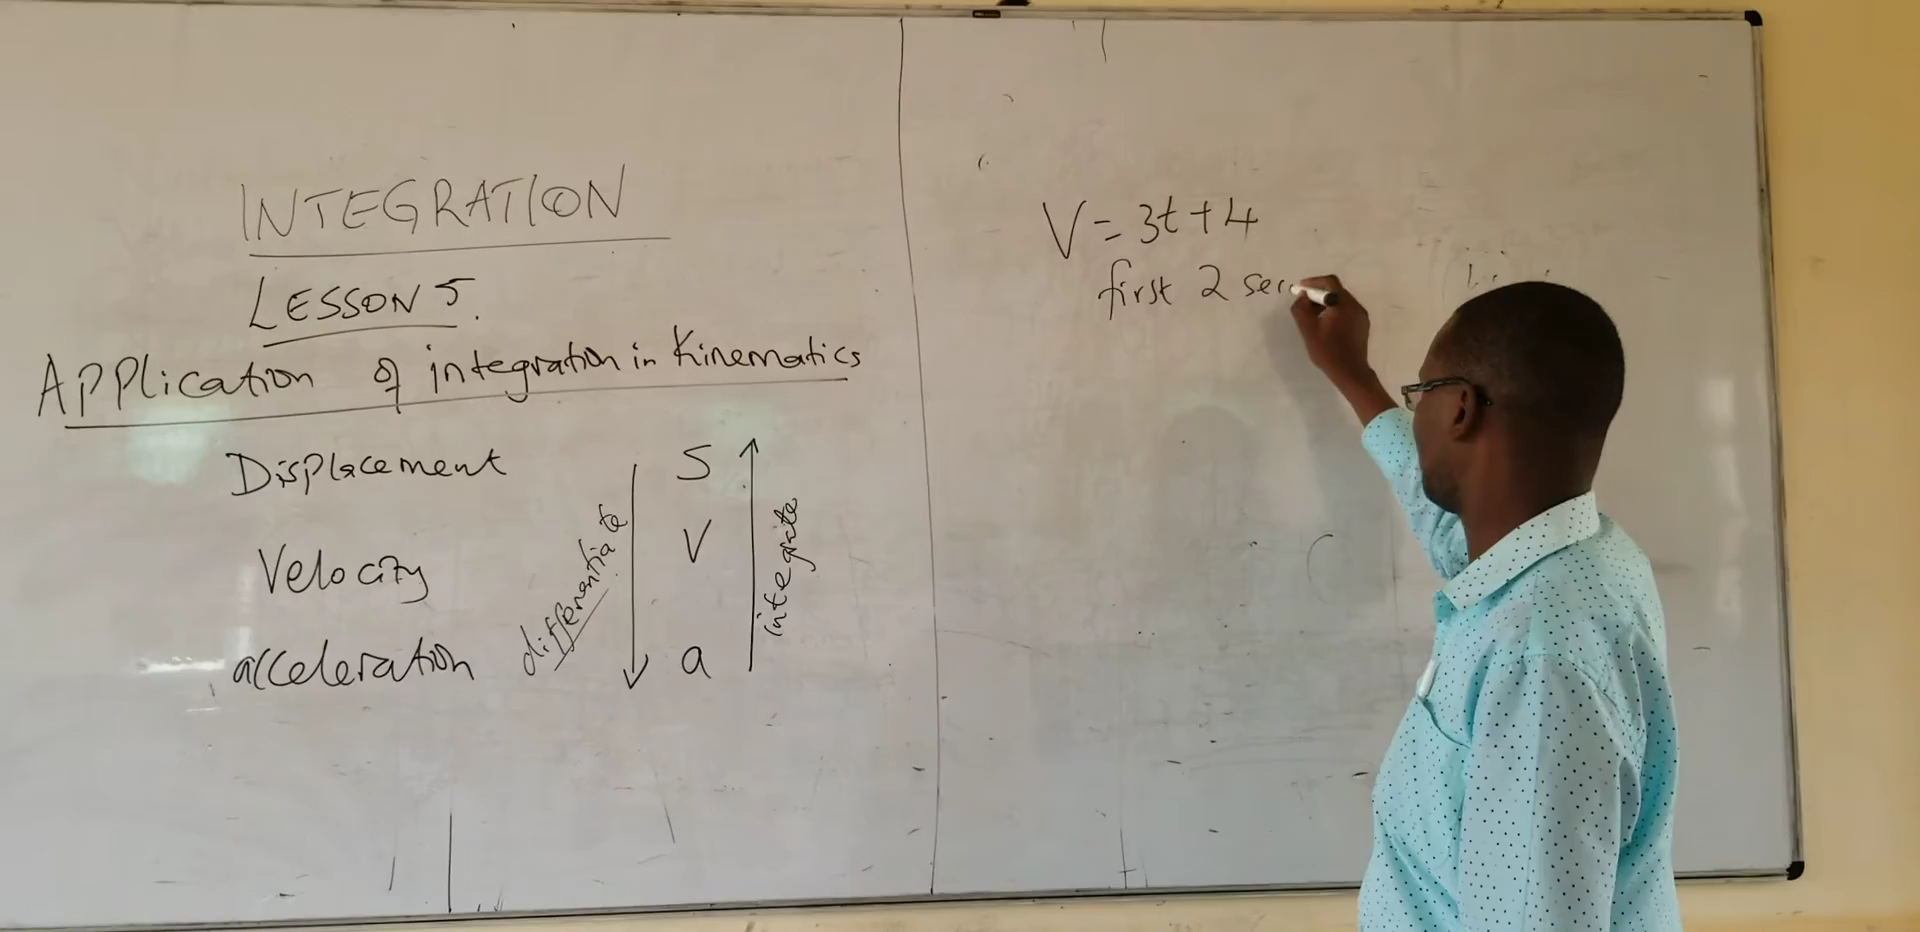 INTEGRATION
LESSON 5.
Application of integration in Kinematics
Displacement
Velocity
acceleration
differentiate
S
V
a
integrate
V = 3t + 4
first 2 sec